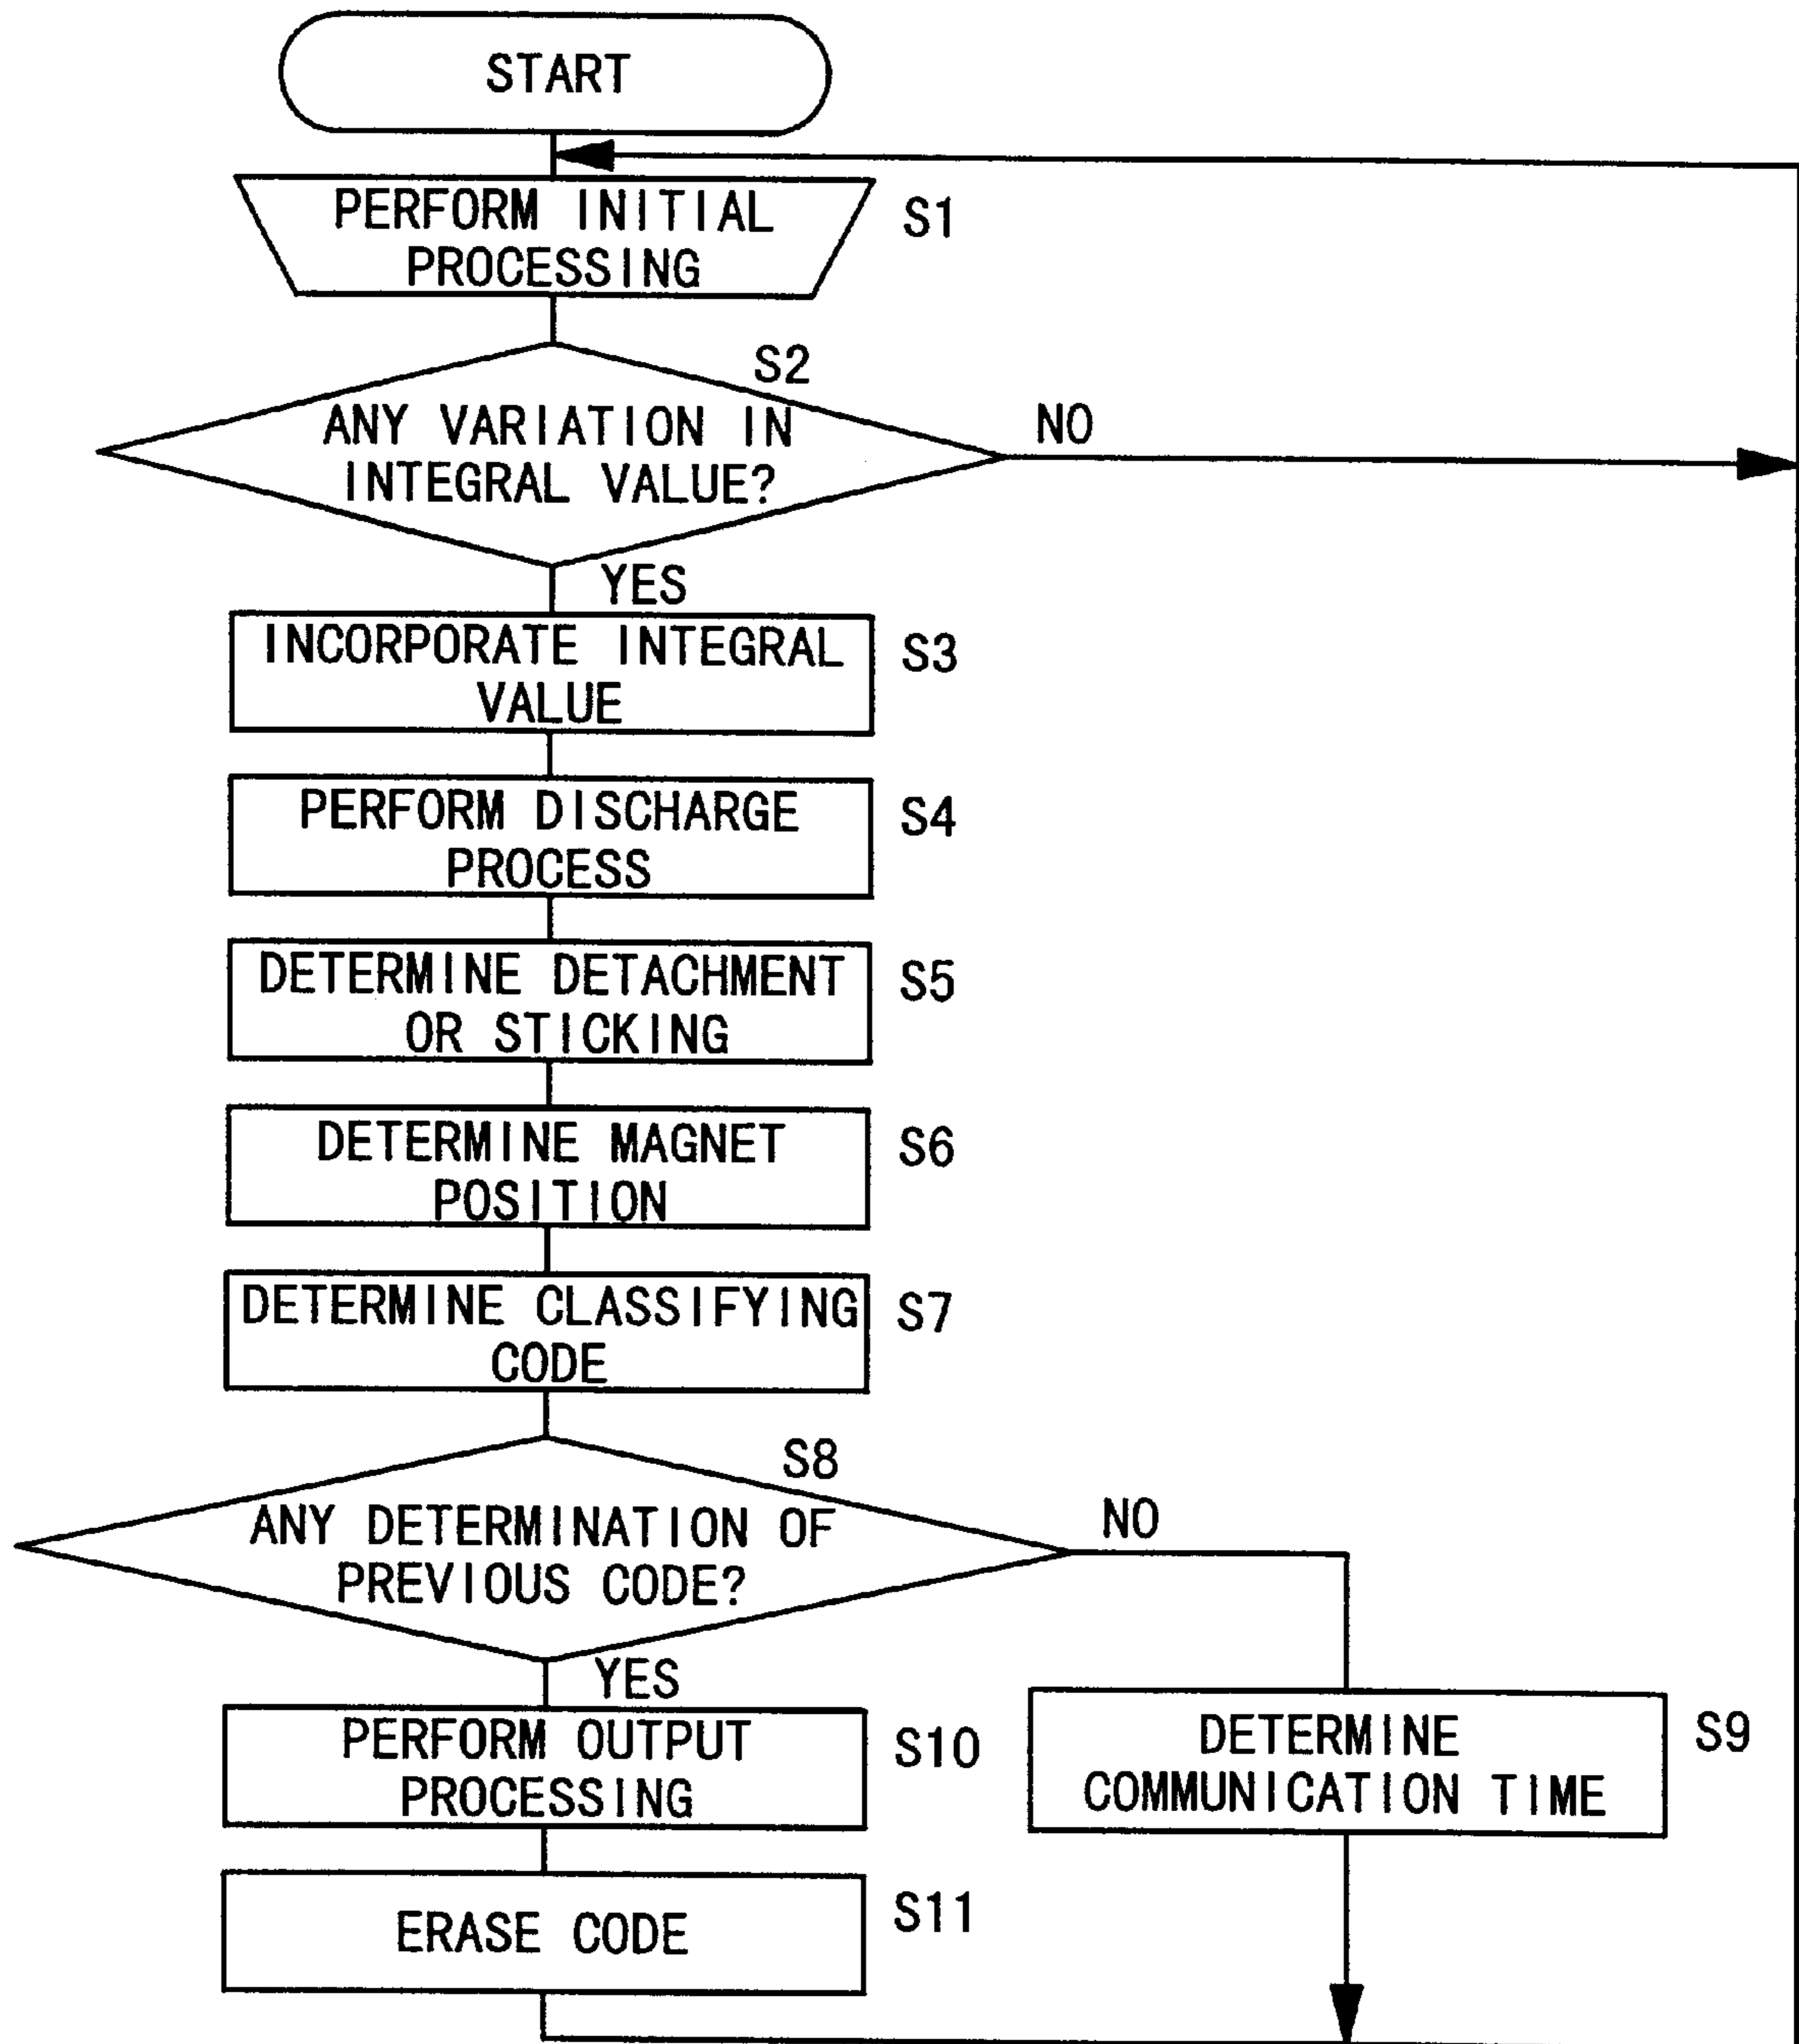 START
PERFORM INITIAL
PROCESSING
S1
S2
ANY VARIATION IN
INTEGRAL VALUE?
NO
YES
INCORPORATE INTEGRAL
VALUE
S3
PERFORM DISCHARGE
PROCESS
S4
DETERMINE DETACHMENT
OR STICKING
S5
DETERMINE MAGNET
POSITION
S6
DETERMINE CLASSIFYING
CODE
S7
S8
ANY DETERMINATION OF
PREVIOUS CODE?
NO
YES
PERFORM OUTPUT
PROCESSING
S10
DETERMINE
COMMUNICATION TIME
S9
ERASE CODE
S11